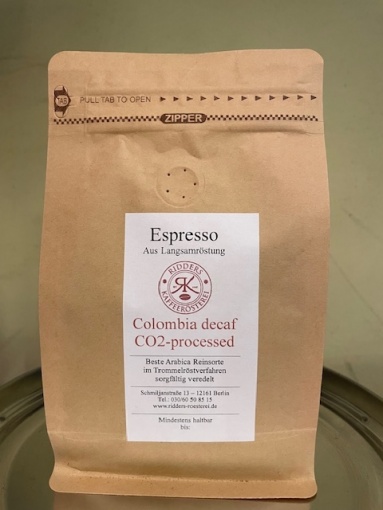 TAB PULL TAB TO OPEN
ZIPPER
Espresso
Aus Langsamröstung
RIDDERS
RK
KAFFEERÖSTEREI
Colombia decaf
CO2-processed
Beste Arabica Reinsorte
im Trommelröstverfahren
sorgfältig veredelt
Schmiljanstraße 13 – 12161 Berlin
Tel.: 030/60 50 85 15
www.ridders-roesterei.de
Mindestens haltbar
bis: